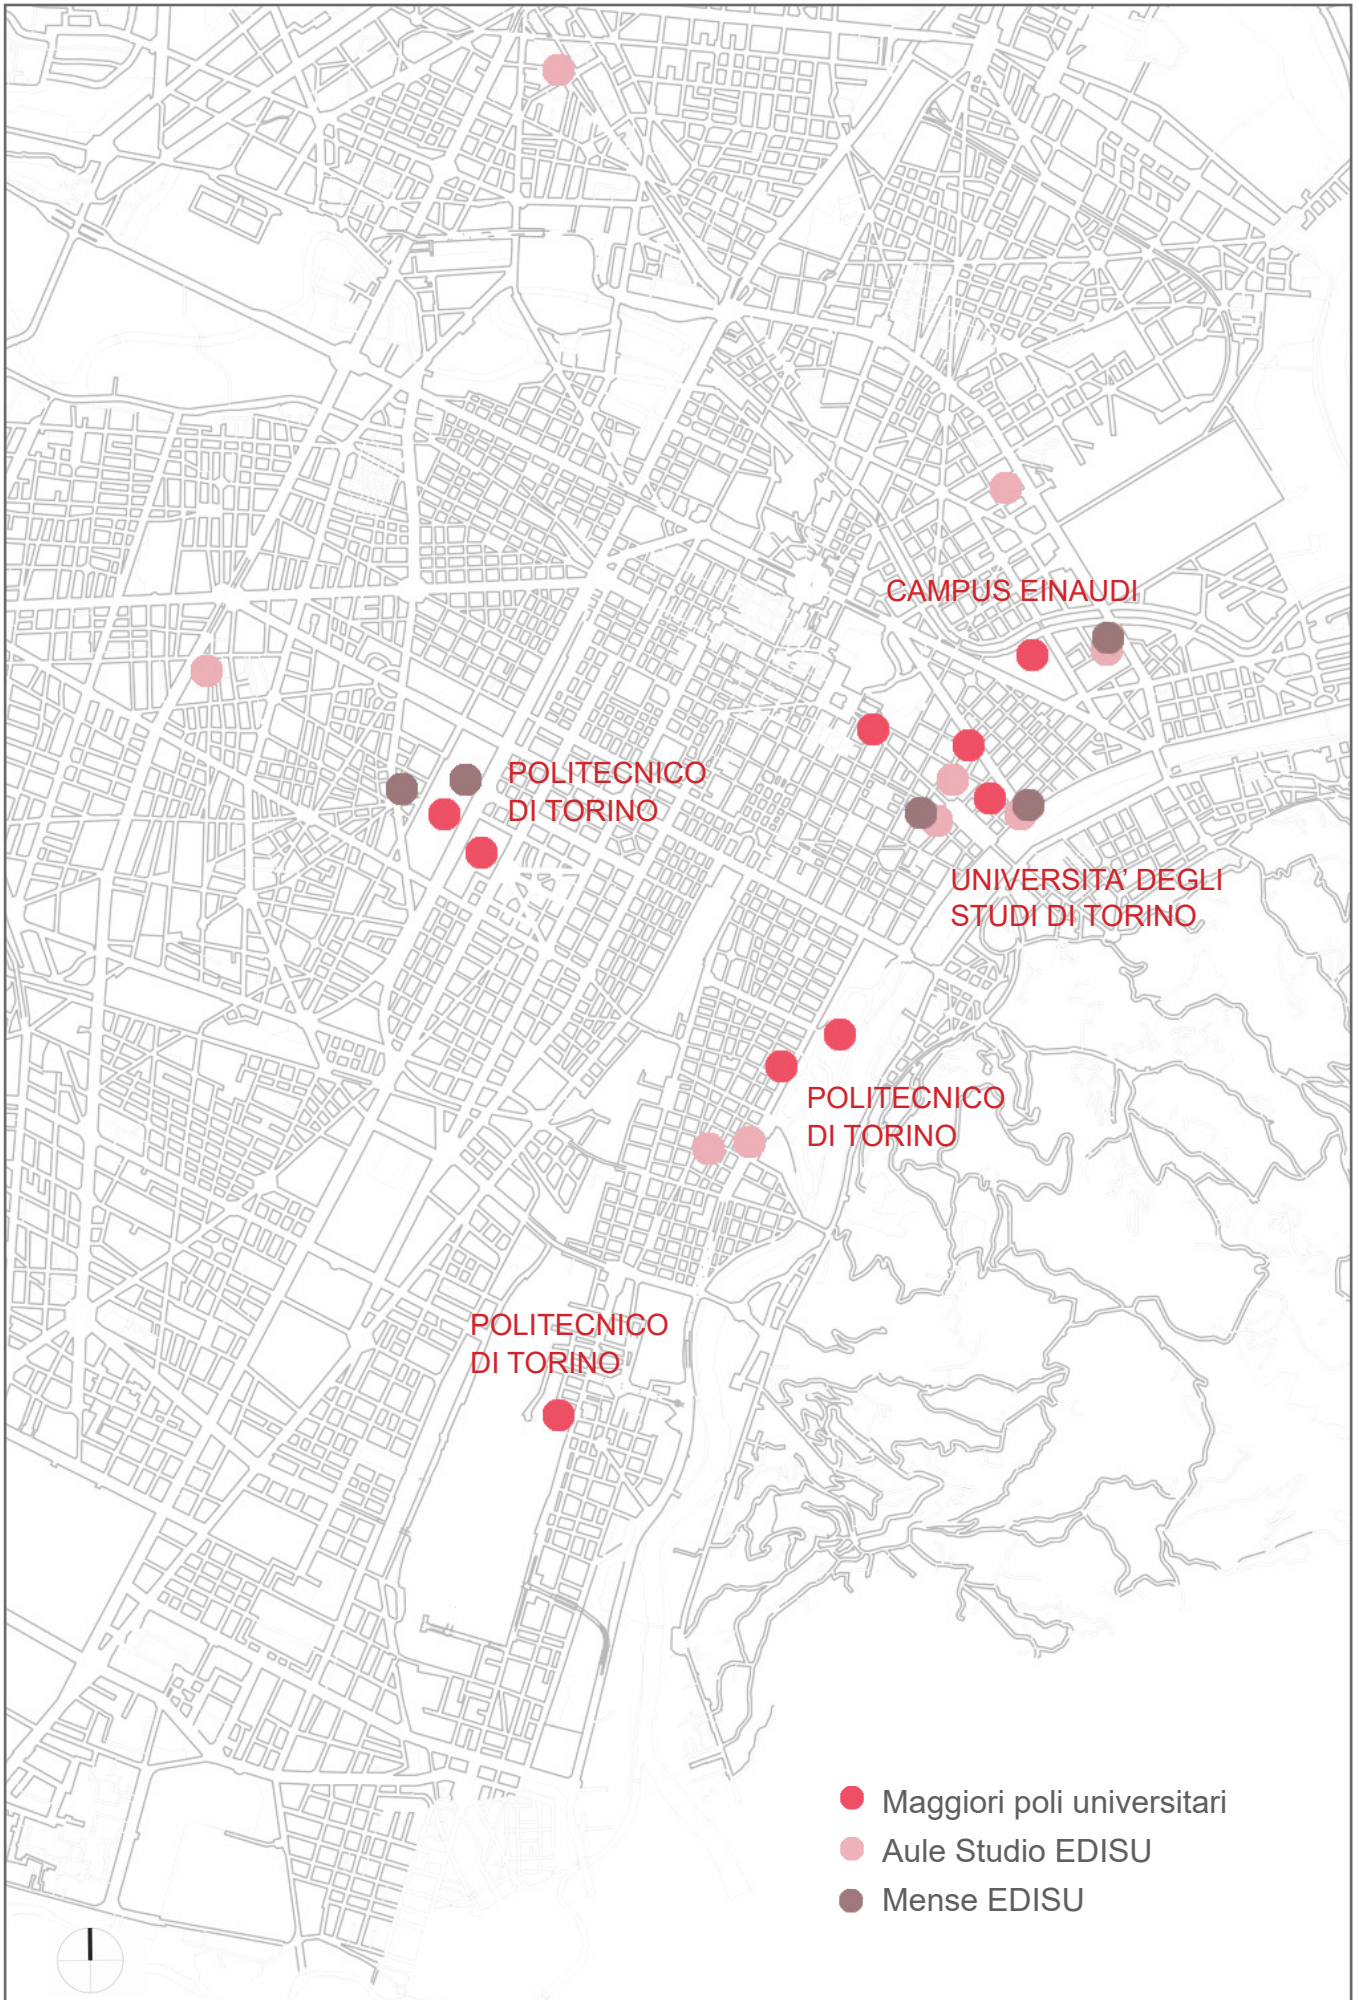 CAMPUS EINAUDI
POLITECNICO
DI TORINO
UNIVERSITA' DEGLI
STUDI DI TORINO
POLITECNICO
DI TORINO
POLITECNICO
DI TORINO
Maggiori poli universitari
Aule Studio EDISU
Mense EDISU